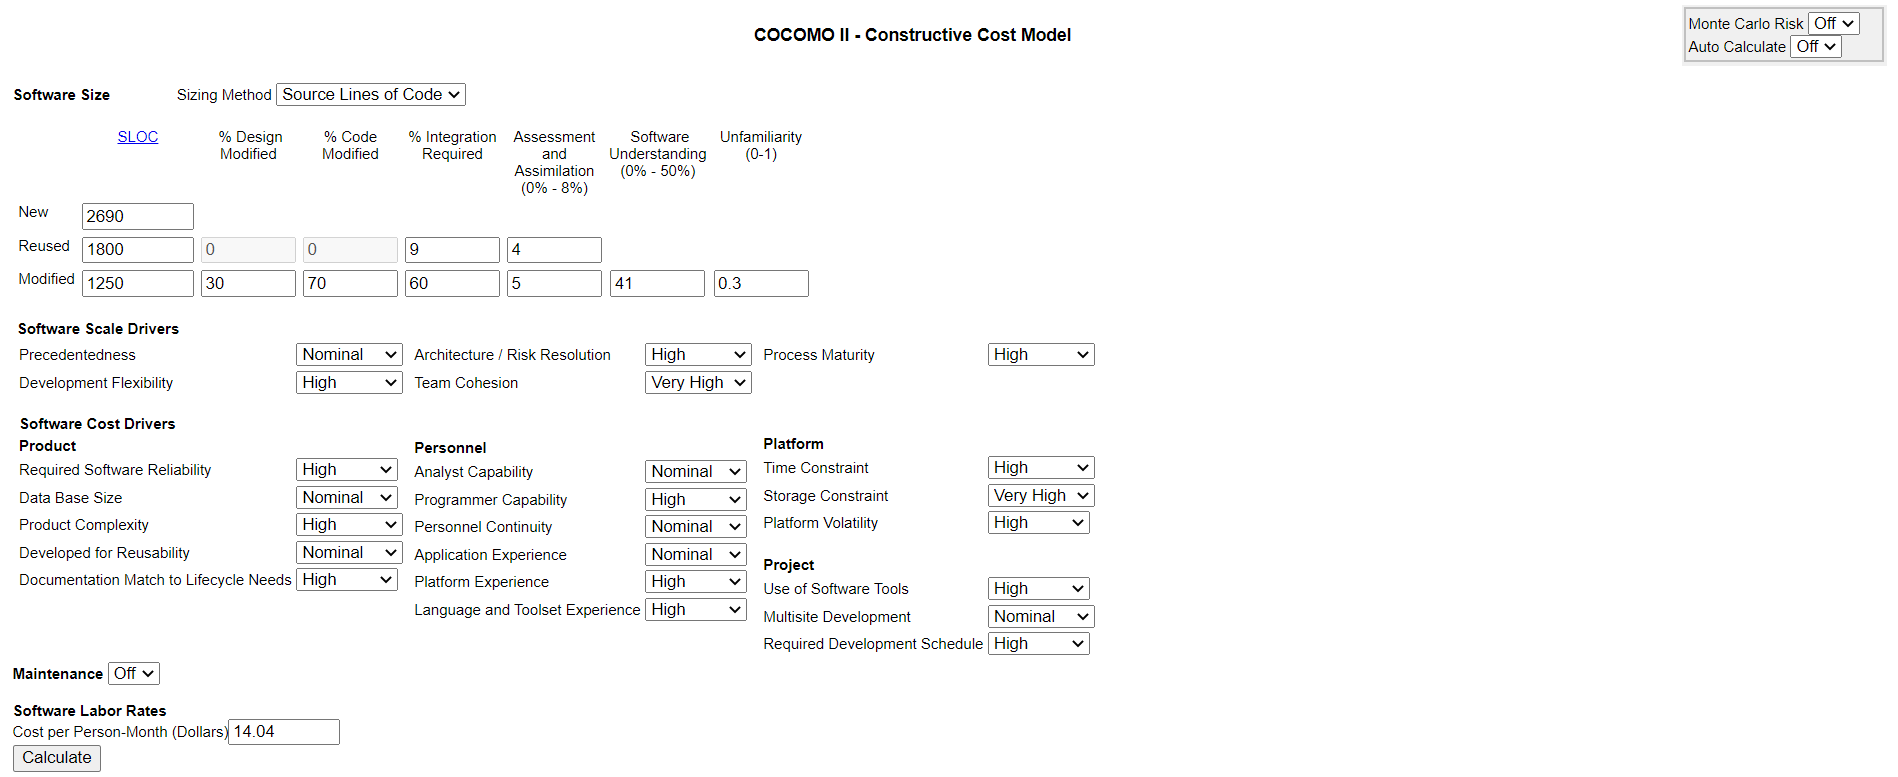 COCOMO II - Constructive Cost Model
Monte Carlo Risk Off
Auto Calculate Off
Software Size Sizing Method Source Lines of Code
SLOC % Design Modified % Code Modified % Integration Required Assessment and Assimilation (0% - 8%) Software Understanding (0% - 50%) Unfamiliarity (0-1)
New 2690
Reused 1800 0 0 9 4
Modified 1250 30 70 60 5 41 0.3
Software Scale Drivers
Precedentedness Nominal Architecture / Risk Resolution High Process Maturity High
Development Flexibility High Team Cohesion Very High
Software Cost Drivers
Product
Required Software Reliability High
Data Base Size Nominal
Product Complexity High
Developed for Reusability Nominal
Documentation Match to Lifecycle Needs High
Personnel
Analyst Capability Nominal
Programmer Capability High
Personnel Continuity Nominal
Application Experience Nominal
Platform Experience High
Language and Toolset Experience High
Platform
Time Constraint High
Storage Constraint Very High
Platform Volatility High
Project
Use of Software Tools High
Multisite Development Nominal
Required Development Schedule High
Maintenance Off
Software Labor Rates
Cost per Person-Month (Dollars) 14.04
Calculate